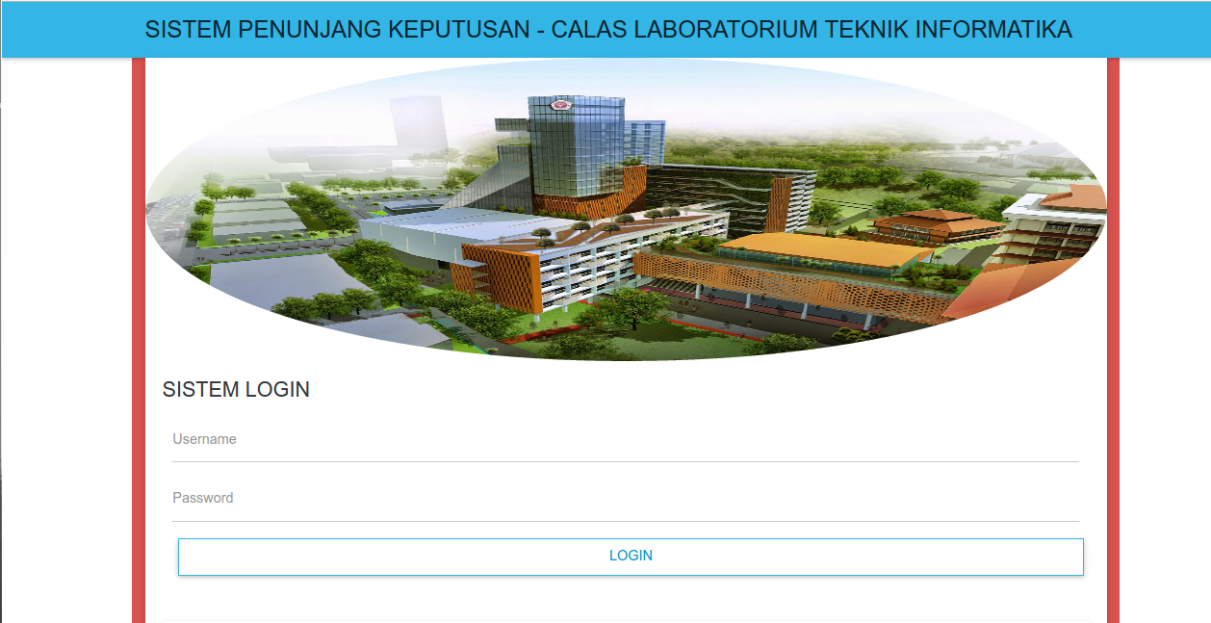 SISTEM PENUNJANG KEPUTUSAN - CALAS LABORATORIUM TEKNIK INFORMATIKA
SISTEM LOGIN
Username
Password
LOGIN